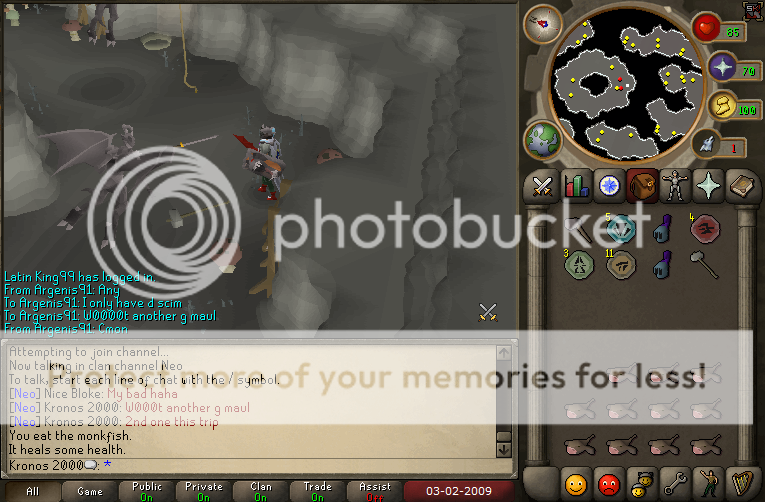 85
70
100
1
photobucket
5
4
3
11
Latin King99 has logged in.
From Argenis91: Any
To Argenis91: I only have d scim
To Argenis91: W0000t another g maul
From Argenis91: Cmon
Protect more of your memories for less!
Attempting to join channel...
Now talking in clan channel Neo
To talk, start each line of chat with the / symbol.
[Neo] Nice Bloke: My bad haha
[Neo] Kronos 2000: W000t another g maul
[Neo] Kronos 2000: 2nd one this trip
You eat the monkfish.
It heals some health.
Kronos 2000: *
All Game Public On Private On Clan On Trade On Assist Off 03-02-2009